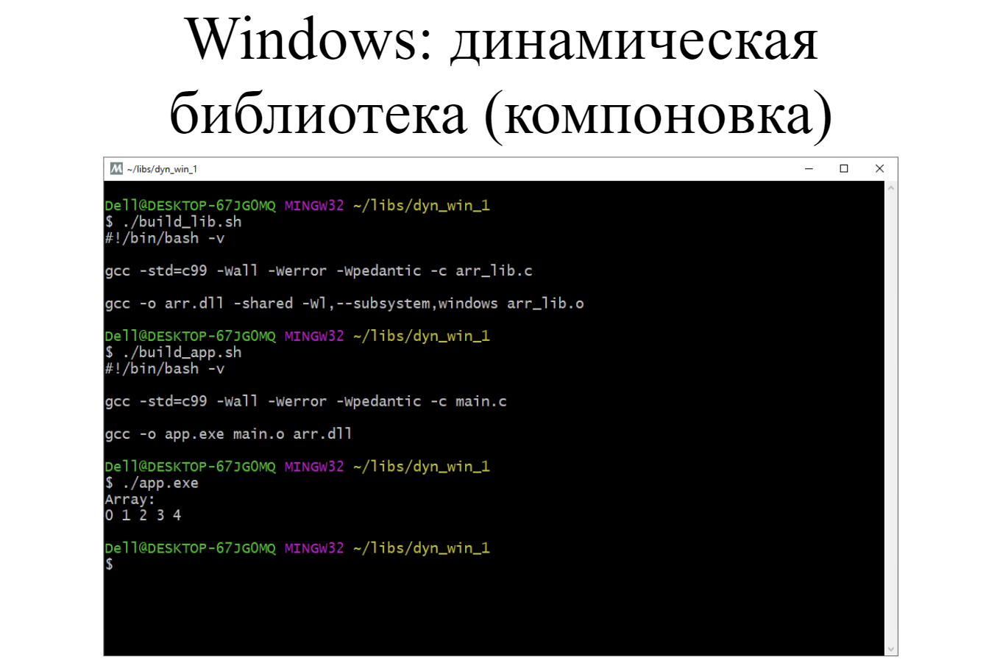 Windows: динамическая
библиотека (компоновка)
~/libs/dyn_win_1
Dell@DESKTOP-67JG0MQ MINGW32 ~/libs/dyn_win_1
$ ./build_lib.sh
#!/bin/bash -v
gcc -std=c99 -Wall -Werror -Wpedantic -c arr_lib.c
gcc -o arr.dll -shared -Wl,--subsystem,windows arr_lib.o
Dell@DESKTOP-67JG0MQ MINGW32 ~/libs/dyn_win_1
$ ./build_app.sh
#!/bin/bash -v
gcc -std=c99 -Wall -Werror -Wpedantic -c main.c
gcc -o app.exe main.o arr.dll
Dell@DESKTOP-67JG0MQ MINGW32 ~/libs/dyn_win_1
$ ./app.exe
Array:
0 1 2 3 4
Dell@DESKTOP-67JG0MQ MINGW32 ~/libs/dyn_win_1
$